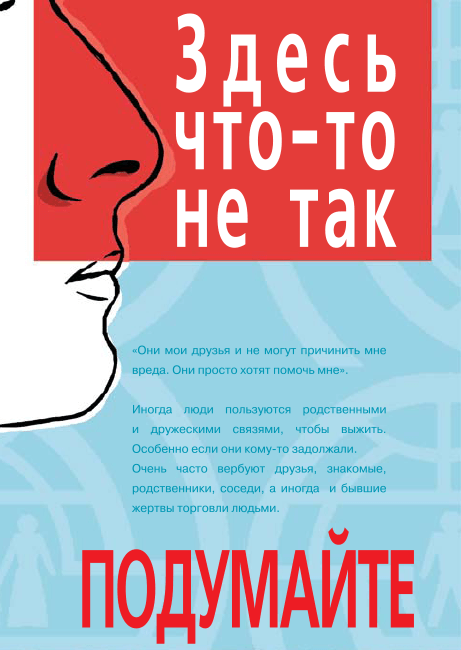 Здесь
что-то
не так
«Они мои друзья и не могут причинить мне
вреда. Они просто хотят помочь мне».
Иногда люди пользуются родственными
и дружескими связями, чтобы выжить.
Особенно если они кому-то задолжали.
Очень часто вербуют друзья, знакомые,
родственники, соседи, а иногда и бывшие
жертвы торговли людьми.
ПОДУМАЙТЕ